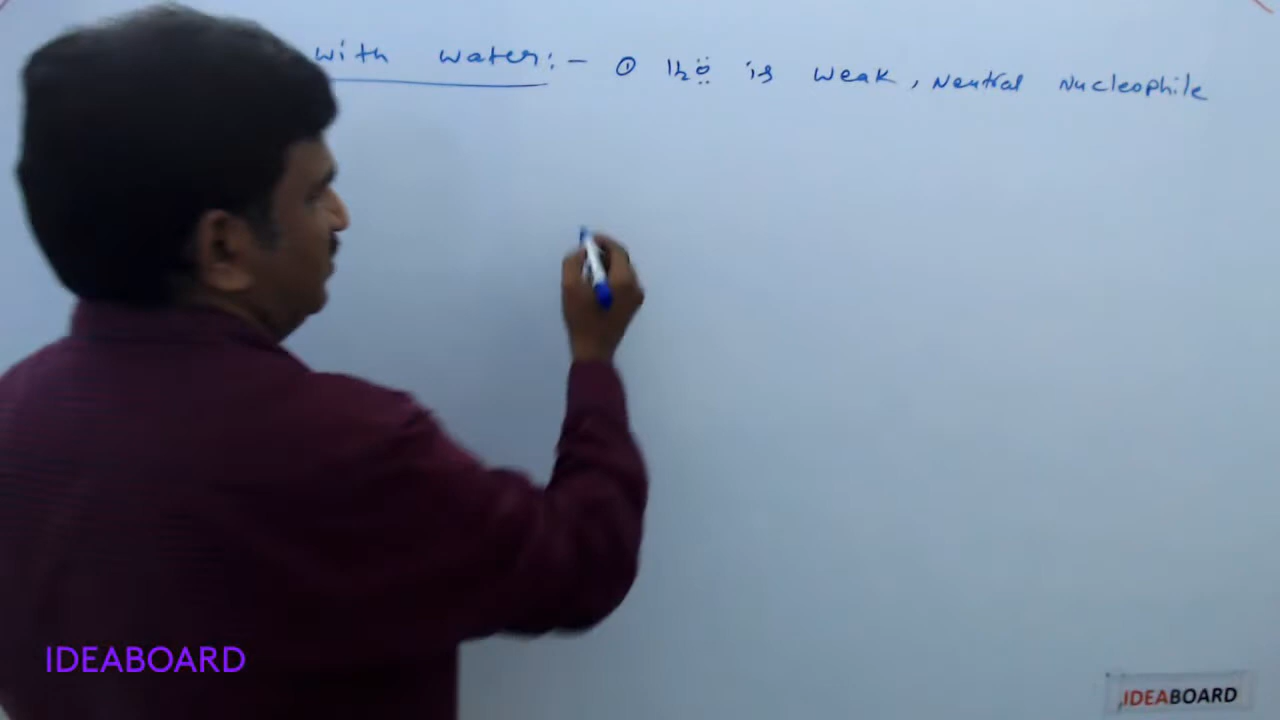 with water:- ① H₂Ö is weak, Neutral Nucleophile
IDEABOARD
IDEABOARD